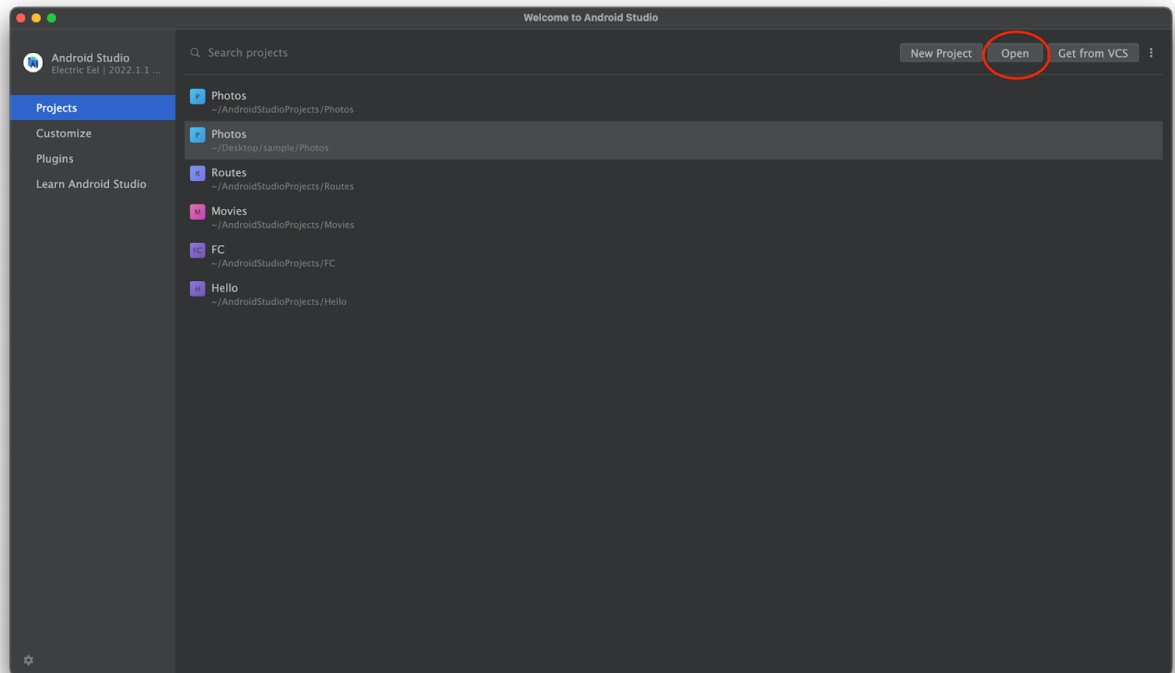 Welcome to Android Studio
Android Studio
Electric Eel | 2022.1.1 ...
Projects
Customize
Plugins
Learn Android Studio
Search projects
New Project
Open
Get from VCS
P
Photos
~/AndroidStudioProjects/Photos
P
Photos
~/Desktop/sample/Photos
R
Routes
~/AndroidStudioProjects/Routes
M
Movies
~/AndroidStudioProjects/Movies
FC
FC
~/AndroidStudioProjects/FC
H
Hello
~/AndroidStudioProjects/Hello